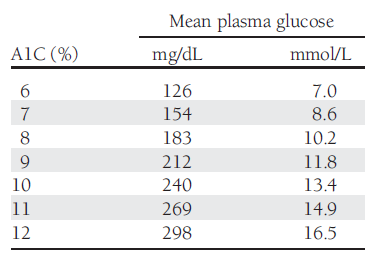 Mean plasma glucose
A1C (%) mg/dL mmol/L
6 126 7.0
7 154 8.6
8 183 10.2
9 212 11.8
10 240 13.4
11 269 14.9
12 298 16.5